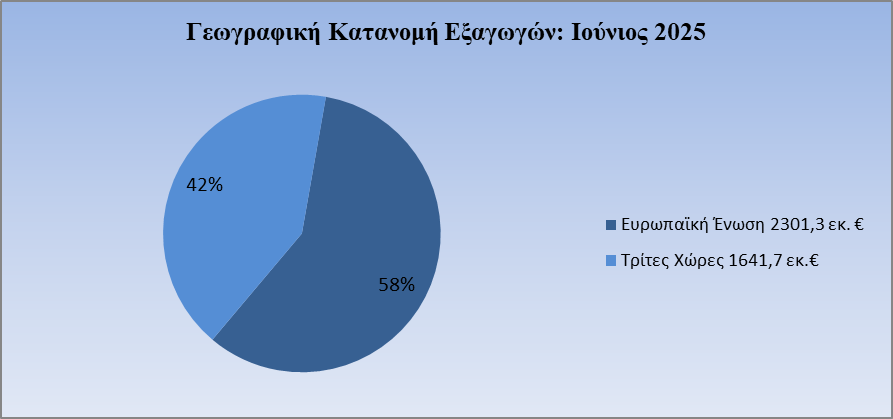 Γεωγραφική Κατανομή Εξαγωγών: Ιούνιος 2025
42%
58%
Ευρωπαϊκή Ένωση 2301,3 εκ. €
Τρίτες Χώρες 1641,7 εκ.€